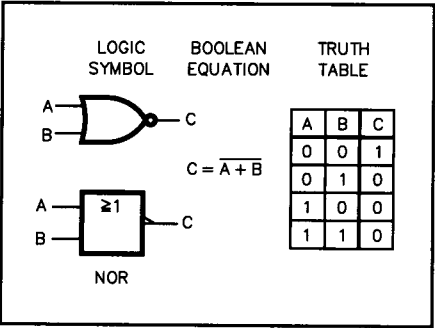 LOGIC SYMBOL
BOOLEAN EQUATION
TRUTH TABLE
A
B
C
C = \overline{A + B}
A
B
≧1
C
NOR
A B C
0 0 1
0 1 0
1 0 0
1 1 0